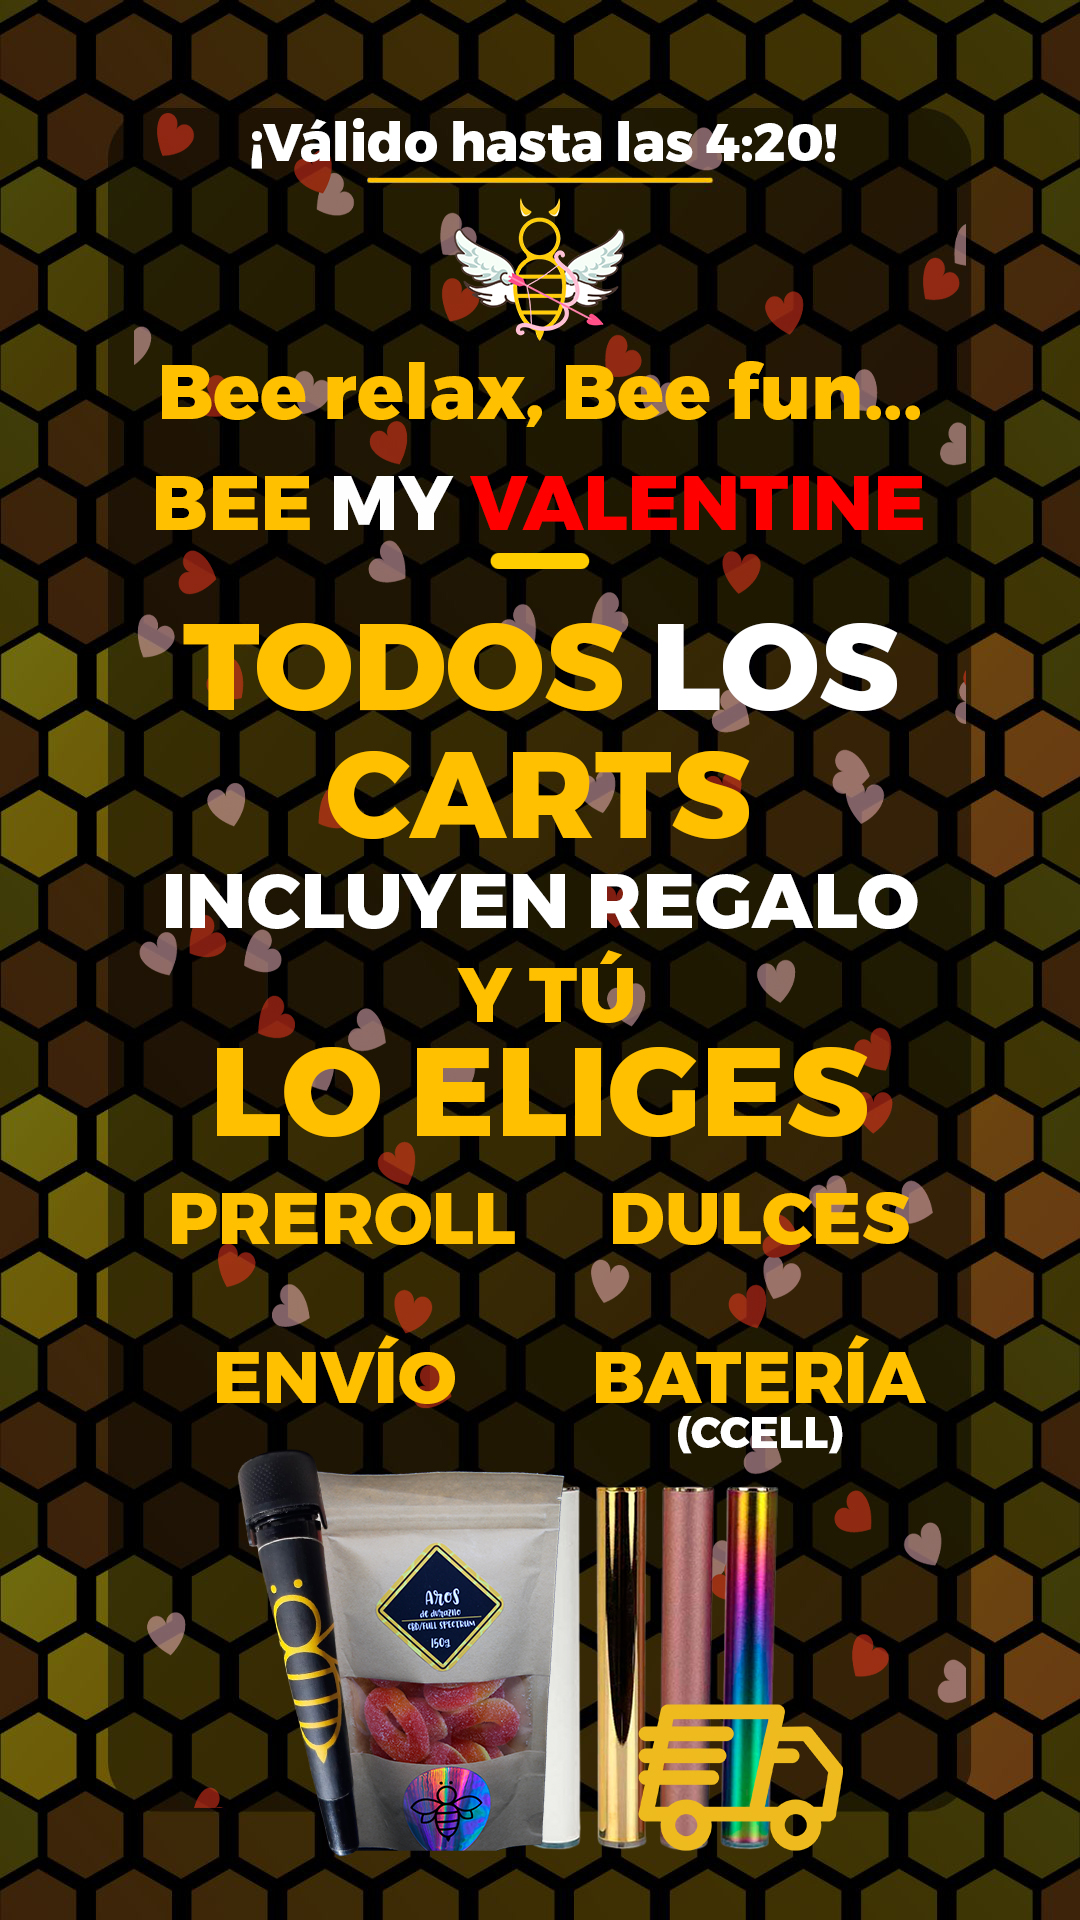 ¡Válido hasta las 4:20!
Bee relax, Bee fun...
BEE MY VALENTINE
TODOS LOS
CARTS
INCLUYEN REGALO
Y TÚ
LO ELIGES
PREROLL DULCES
ENVÍO BATERÍA
(CCELL)
AROS
de durazno
CBD/FULL SPECTRUM
150g